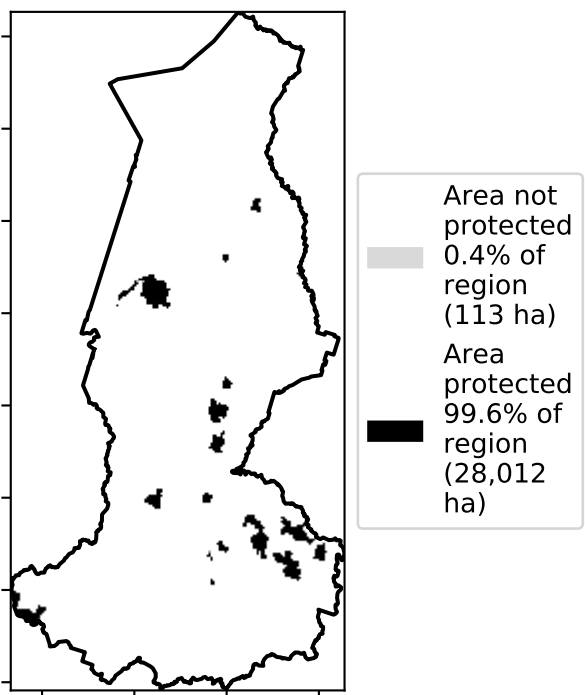 Area not
protected
0.4% of
region
(113 ha)
Area
protected
99.6% of
region
(28,012
ha)